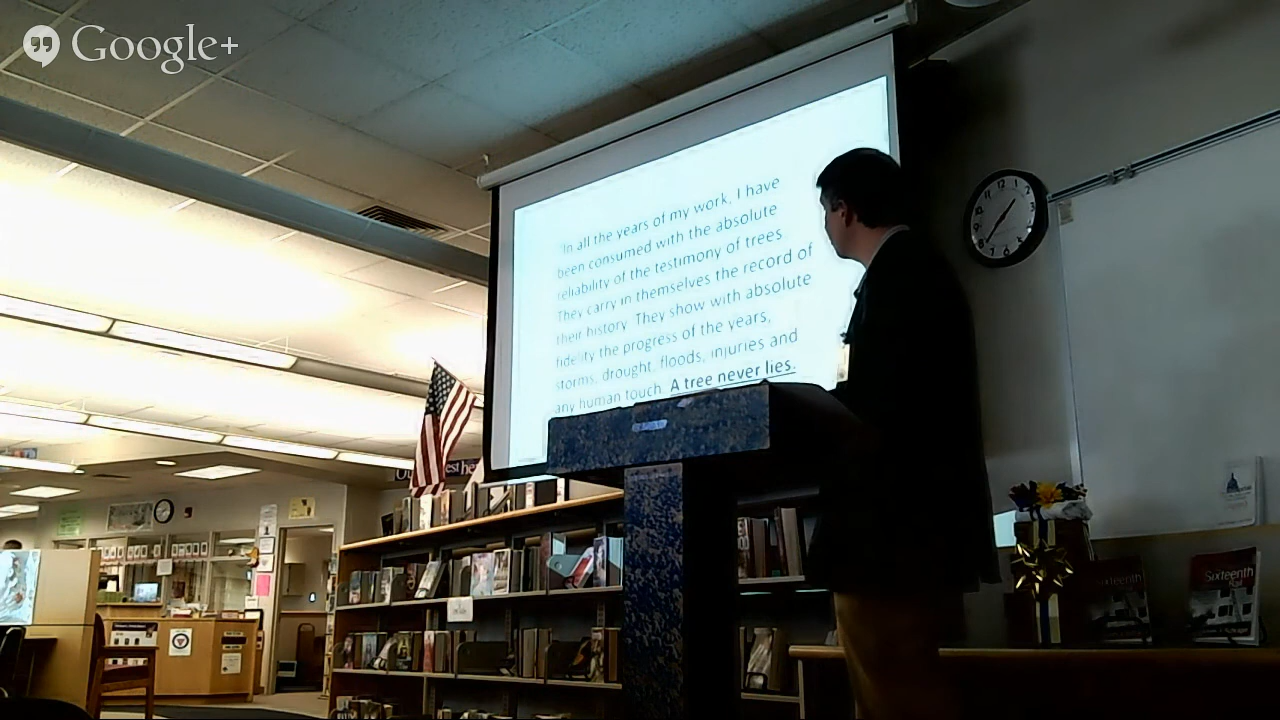 Google+
"In all the years of my work, I have
been consumed with the absolute
reliability of the testimony of trees.
They carry in themselves the record of
their history. They show with absolute
fidelity the progress of the years,
storms, drought, floods, injuries and
any human touch. A tree never lies.
Sixteenth
Sixteenth
Rail